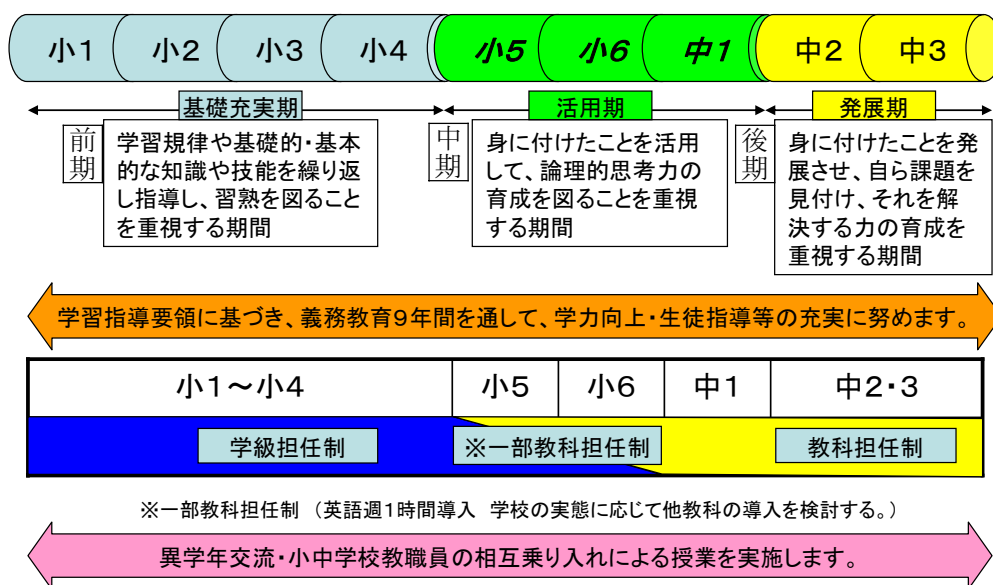 小1 小2 小3 小4 小5 小6 中1 中2 中3
基礎充実期 活用期 発展期
前期
学習規律や基礎的・基本
的な知識や技能を繰り返
し指導し、習熟を図ること
を重視する期間
中期
身に付けたことを活用
して、論理的思考力の
育成を図ることを重視
する期間
後期
身に付けたことを発
展させ、自ら課題を
見付け、それを解
決する力の育成を
重視する期間
学習指導要領に基づき、義務教育９年間を通して、学力向上・生徒指導等の充実に努めます。
小１～小４ 小５ 小６ 中１ 中２・３
学級担任制 ※一部教科担任制 教科担任制
※一部教科担任制 （英語週１時間導入 学校の実態に応じて他教科の導入を検討する。）
異学年交流・小中学校教職員の相互乗り入れによる授業を実施します。